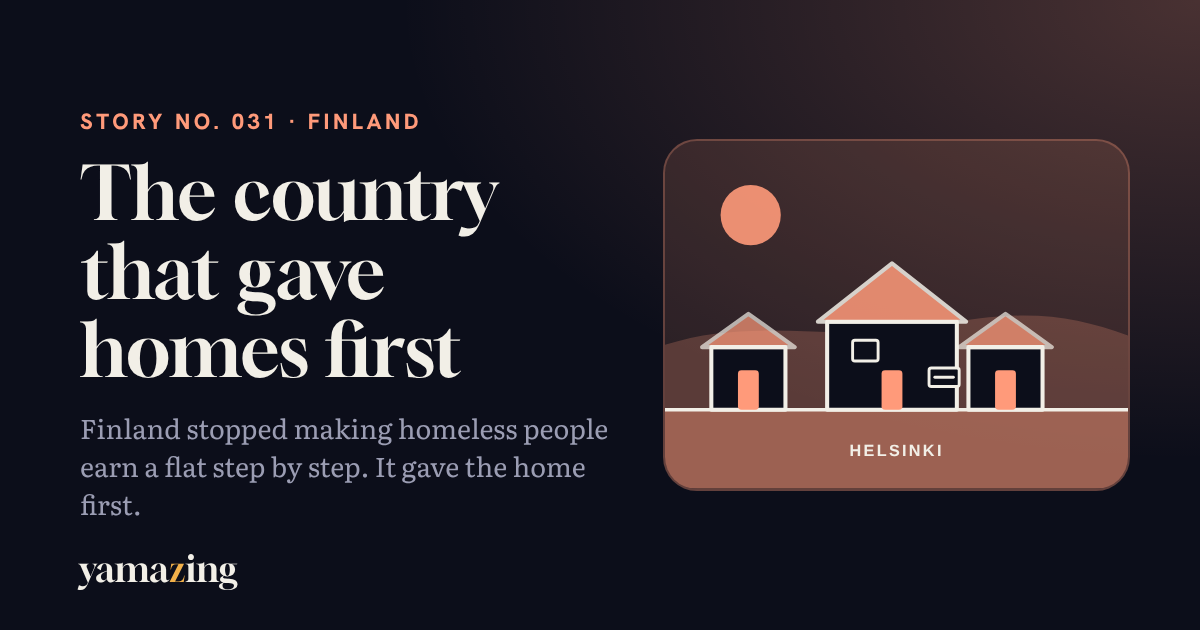 STORY NO. 031 · FINLAND
The country
that gave
homes first
Finland stopped making homeless people
earn a flat step by step. It gave the home
first.
yamazing
HELSINKI